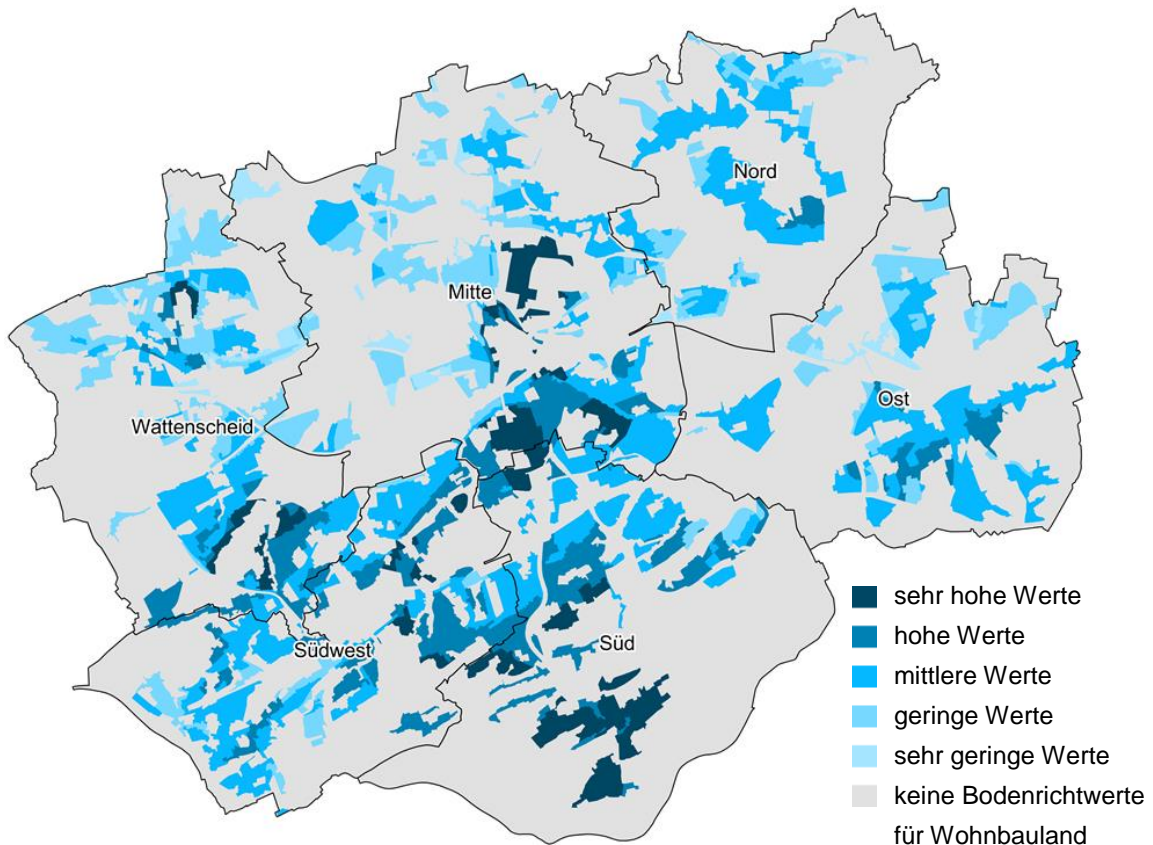 Nord
Mitte
Ost
Wattenscheid
Südwest
Süd
sehr hohe Werte
hohe Werte
mittlere Werte
geringe Werte
sehr geringe Werte
keine Bodenrichtwerte
für Wohnbauland